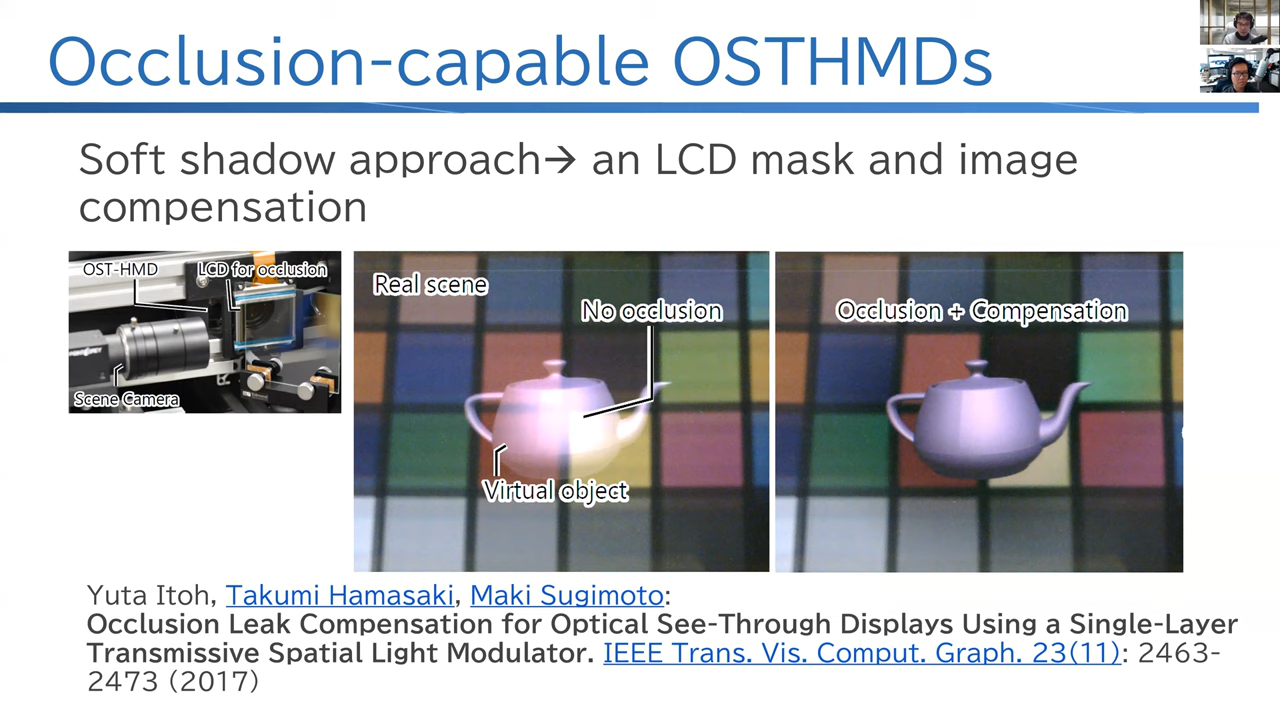 Occlusion-capable OSTHMDs
Soft shadow approach→ an LCD mask and image
compensation
OST-HMD
LCD for occlusion
Scene Camera
Real scene
No occlusion
Virtual object
Occlusion + Compensation
Yuta Itoh, Takumi Hamasaki, Maki Sugimoto:
Occlusion Leak Compensation for Optical See-Through Displays Using a Single-Layer
Transmissive Spatial Light Modulator. IEEE Trans. Vis. Comput. Graph. 23(11): 2463-
2473 (2017)